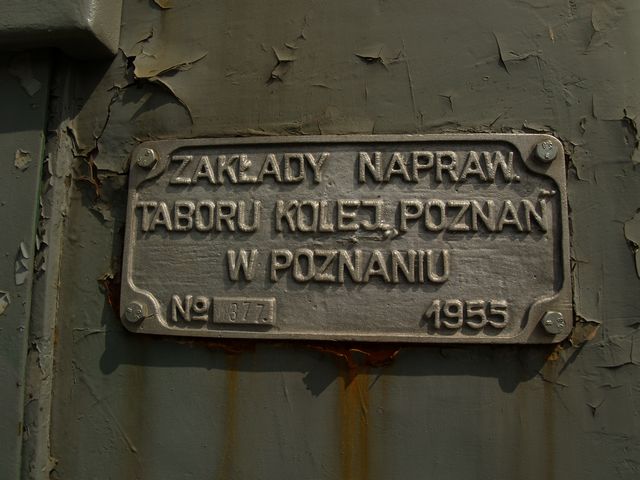 ZAKŁADY NAPRAW.
TABORU KOLEJ. "POZNAŃ"
W POZNANIU
No 377 1955